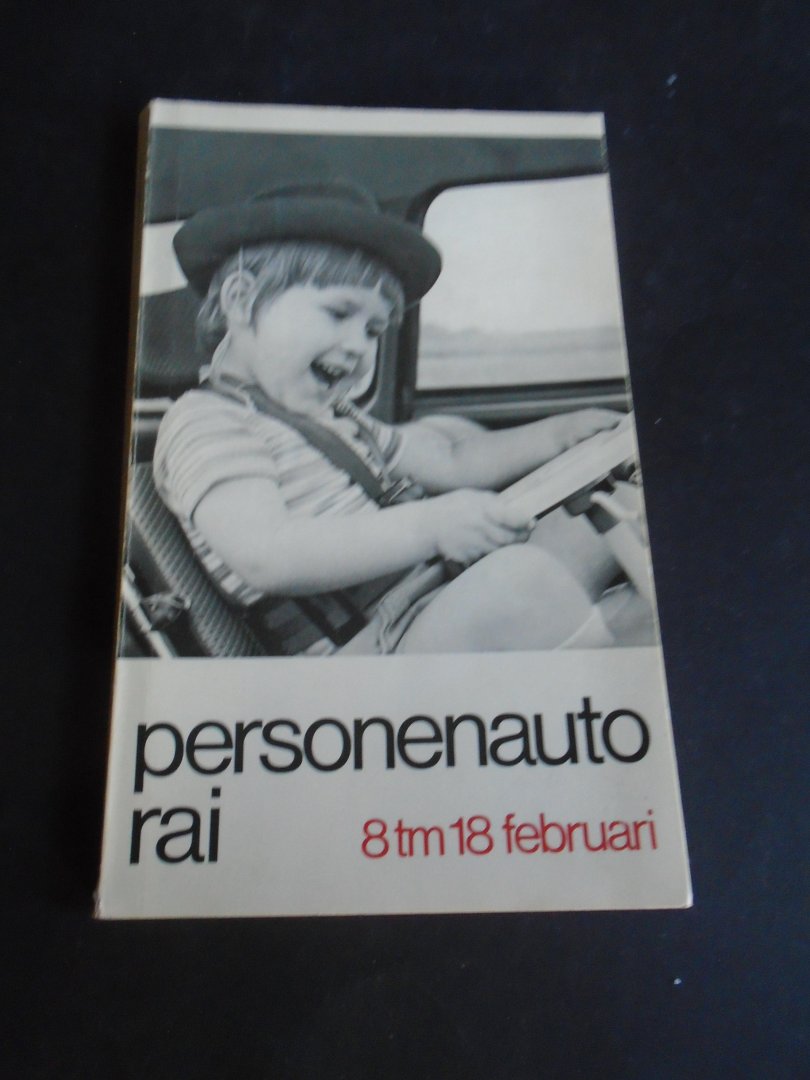 personenauto
rai
8 tm 18 februari